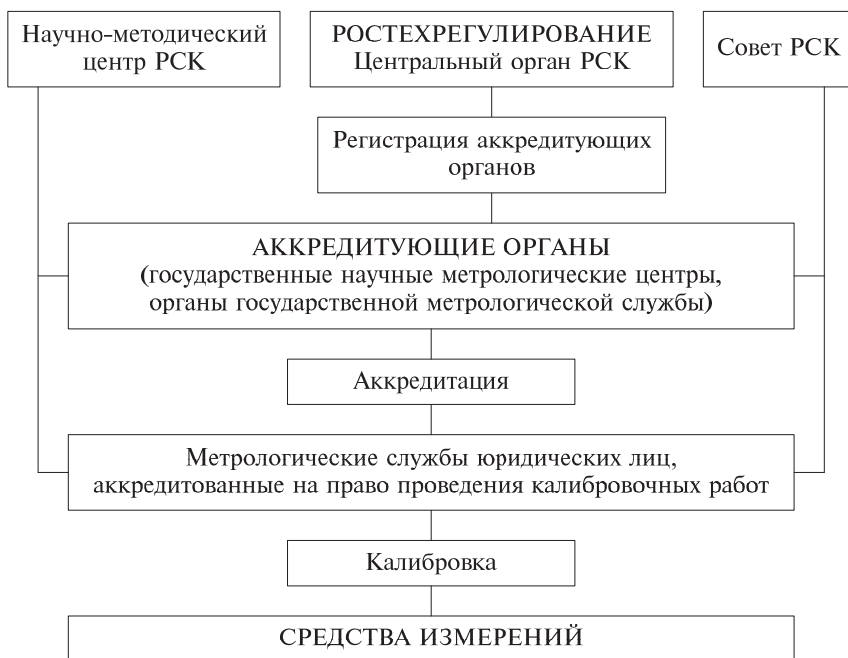 Научно-методический
центр РСК
РОСТЕХРЕГУЛИРОВАНИЕ
Центральный орган РСК
Совет РСК
Регистрация аккредитующих
органов
АККРЕДИТУЮЩИЕ ОРГАНЫ
(государственные научные метрологические центры,
органы государственной метрологической службы)
Аккредитация
Метрологические службы юридических лиц,
аккредитованные на право проведения калибровочных работ
Калибровка
СРЕДСТВА ИЗМЕРЕНИЙ